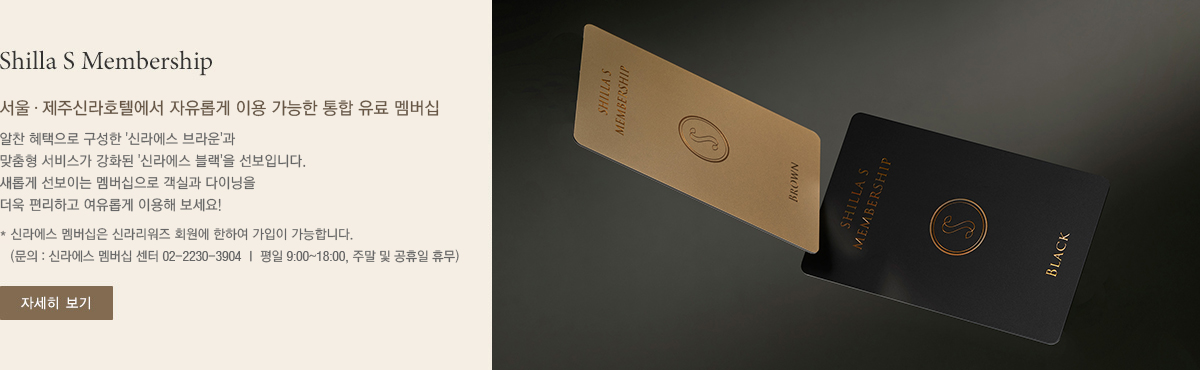 Shilla S Membership
서울 · 제주신라호텔에서 자유롭게 이용 가능한 통합 유료 멤버십
알찬 혜택으로 구성한 '신라에스 브라운'과
맞춤형 서비스가 강화된 '신라에스 블랙'을 선보입니다.
새롭게 선보이는 멤버십으로 객실과 다이닝을
더욱 편리하고 여유롭게 이용해 보세요!
* 신라에스 멤버십은 신라리워즈 회원에 한하여 가입이 가능합니다.
(문의 : 신라에스 멤버십 센터 02-2230-3904 ㅣ 평일 9:00~18:00, 주말 및 공휴일 휴무)
자세히 보기
SHILLA S
MEMBERSHIP
S
BROWN
SHILLA S
MEMBERSHIP
S
BLACK